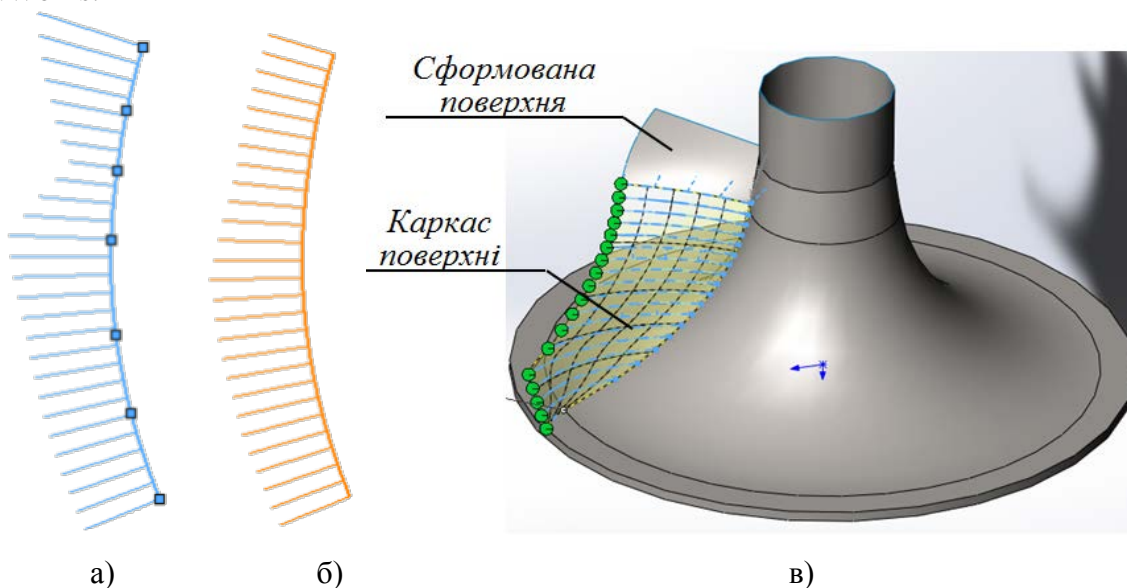 Сформована
поверхня
Каркас
поверхні
а)
б)
в)